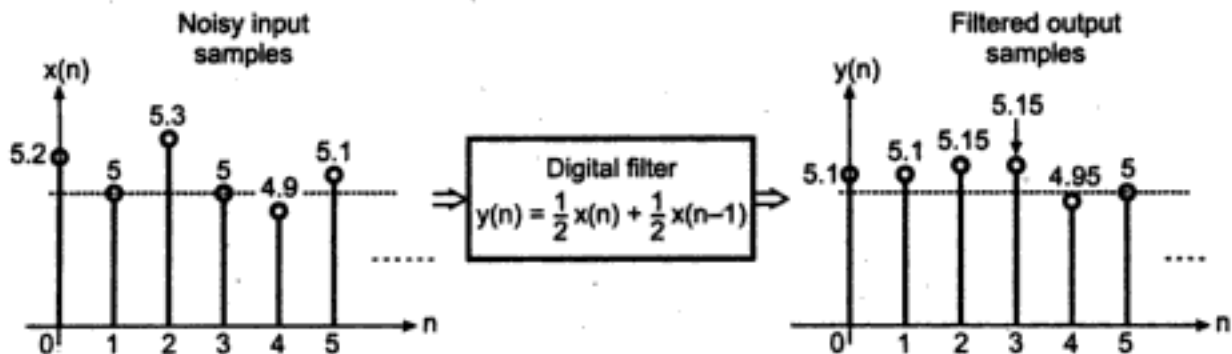 Noisy input
samples
x(n)
5.2
5
5.3
5
4.9
5.1
0 1 2 3 4 5 n
Digital filter
y(n) = 1/2 x(n) + 1/2 x(n–1)
Filtered output
samples
y(n)
5.1
5.1
5.15
5.15
4.95
5
0 1 2 3 4 5 n